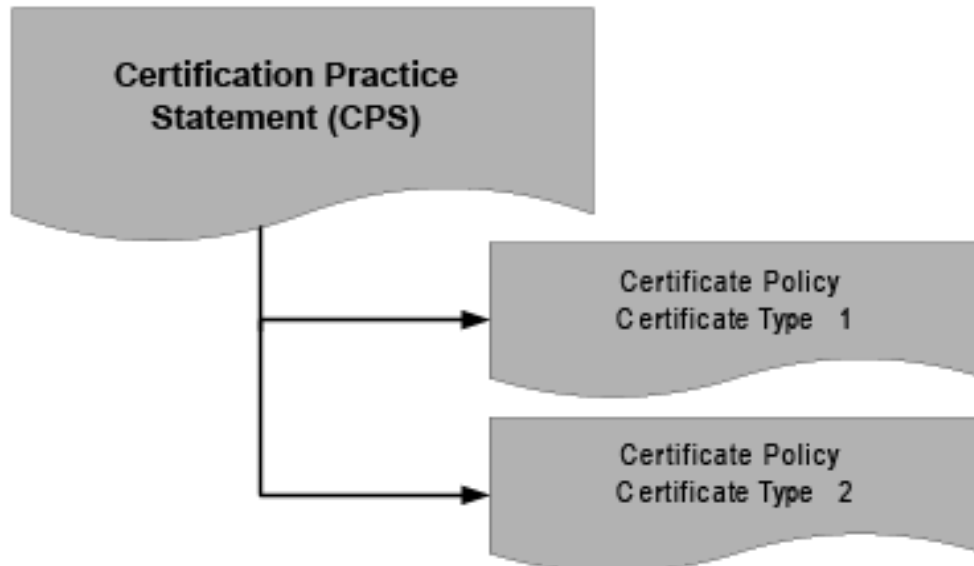 Certification Practice
Statement (CPS)
Certificate Policy
Certificate Type 1
Certificate Policy
Certificate Type 2